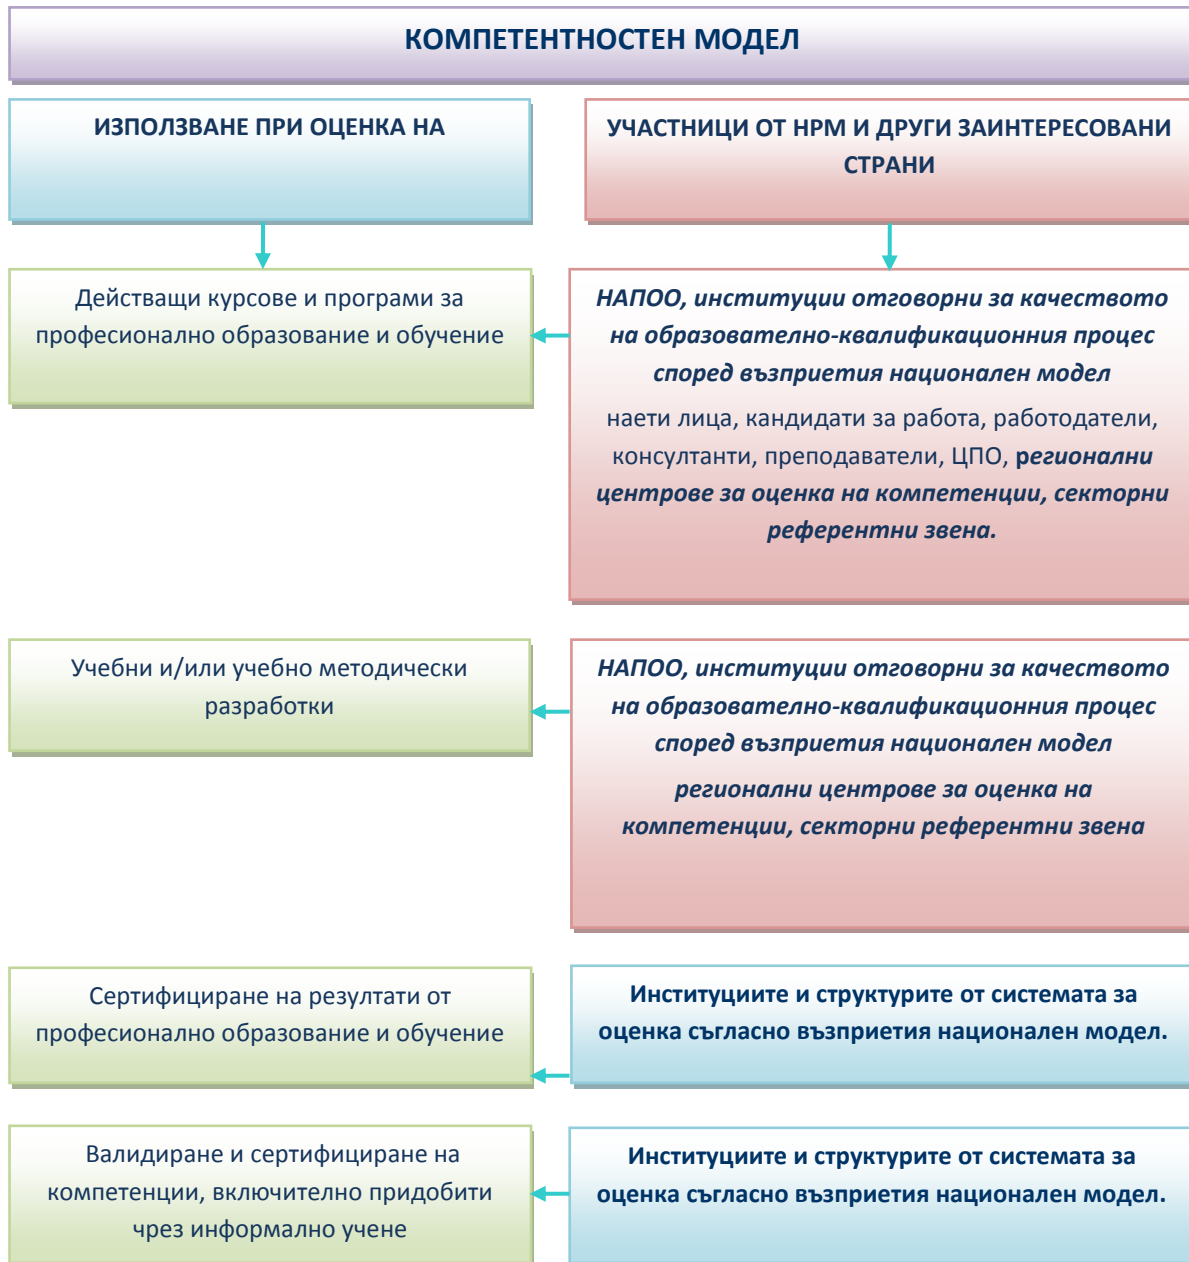 КОМПЕТЕНТНОСТЕН МОДЕЛ
ИЗПОЛЗВАНЕ ПРИ ОЦЕНКА НА
УЧАСТНИЦИ ОТ НРМ И ДРУГИ ЗАИНТЕРЕСОВАНИ
СТРАНИ
Действащи курсове и програми за
професионално образование и обучение
НАПОО, институции отговорни за качеството
на образователно-квалификационния процес
според възприетия национален модел
наети лица, кандидати за работа, работодатели,
консултанти, преподаватели, ЦПО, регионални
центрове за оценка на компетенции, секторни
референтни звена.
Учебни и/или учебно методически
разработки
НАПОО, институции отговорни за качеството
на образователно-квалификационния процес
според възприетия национален модел
регионални центрове за оценка на
компетенции, секторни референтни звена
Сертифициране на резултати от
професионално образование и обучение
Институциите и структурите от системата за
оценка съгласно възприетия национален модел.
Валидиране и сертифициране на
компетенции, включително придобити
чрез информално учене
Институциите и структурите от системата за
оценка съгласно възприетия национален модел.